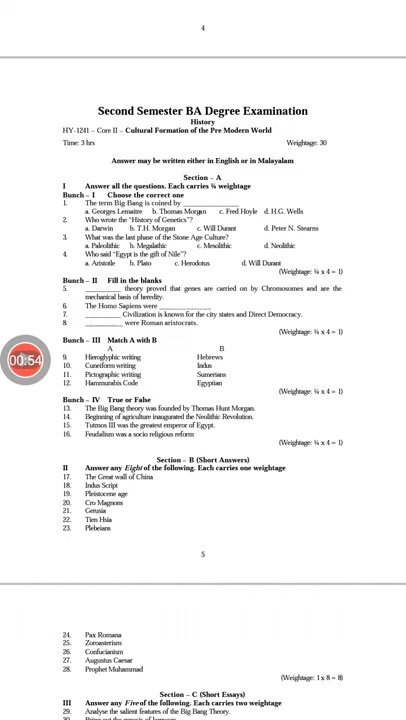 4
Second Semester BA Degree Examination
History
HY-1241 – Core II – Cultural Formation of the Pre Modern World
Time: 3 hrs Weightage: 30
Answer may be written either in English or in Malayalam
Section – A
I Answer all the questions. Each carries ¼ weightage
Bunch – I Choose the correct one
1. The term Big Bang is coined by _______________
a. Georges Lemaitre b. Thomas Morgan c. Fred Hoyle d. H.G. Wells
2. Who wrote the "History of Genetics"?
a. Darwin b. T.H. Morgan c. Will Durant d. Peter N. Stearns
3. What was the last phase of the Stone Age Culture?
a. Paleolithic b. Megalathic c. Mesolithic d. Neolithic
4. Who said "Egypt is the gift of Nile"?
a. Aristotle b. Plato c. Herodotus d. Will Durant
(Weightage: ¼ x 4 = 1)
Bunch – II Fill in the blanks
5. __________ theory proved that genes are carried on by Chromosomes and are the
mechanical basis of heredity.
6. The Homo Sapiens were ______________
7. __________ Civilization is known for the city states and Direct Democracy.
8. __________ were Roman aristocrats.
(Weightage: ¼ x 4 = 1)
00:54
Bunch – III Match A with B
A B
9. Hieroglyphic writing Hebrews
10. Cuneiform writing Indus
11. Pictographic writing Sumerians
12. Hammurabis Code Egyptian
(Weightage: ¼ x 4 = 1)
Bunch – IV True or False
13. The Big Bang theory was founded by Thomas Hunt Morgan.
14. Beginning of agriculture inaugurated the Neolithic Revolution.
15. Tutmos III was the greatest emperor of Egypt.
16. Feudalism was a socio religious reform
(Weightage: ¼ x 4 = 1)
Section – B (Short Answers)
II Answer any Eight of the following. Each carries one weightage
17. The Great wall of China
18. Indus Script
19. Pleistocene age
20. Cro Magnons
21. Gerusia
22. Tien Hsia
23. Plebeians
5
24. Pax Romana
25. Zoroasterism
26. Confucianism
27. Augustus Caesar
28. Prophet Muhammad
(Weightage: 1 x 8 = 8)
Section – C (Short Essays)
III Answer any Five of the following. Each carries two weightage
29. Analyse the salient features of the Big Bang Theory.